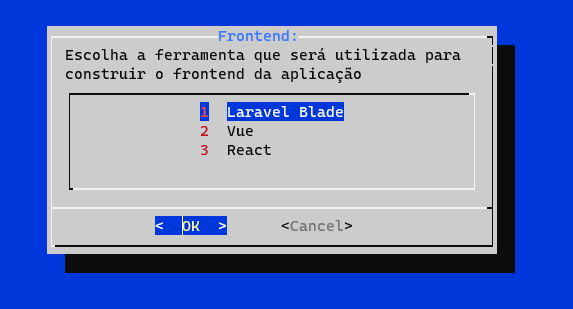 Frontend:
Escolha a ferramenta que será utilizada para
construir o frontend da aplicação
1 Laravel Blade
2 Vue
3 React
< OK > <Cancel>